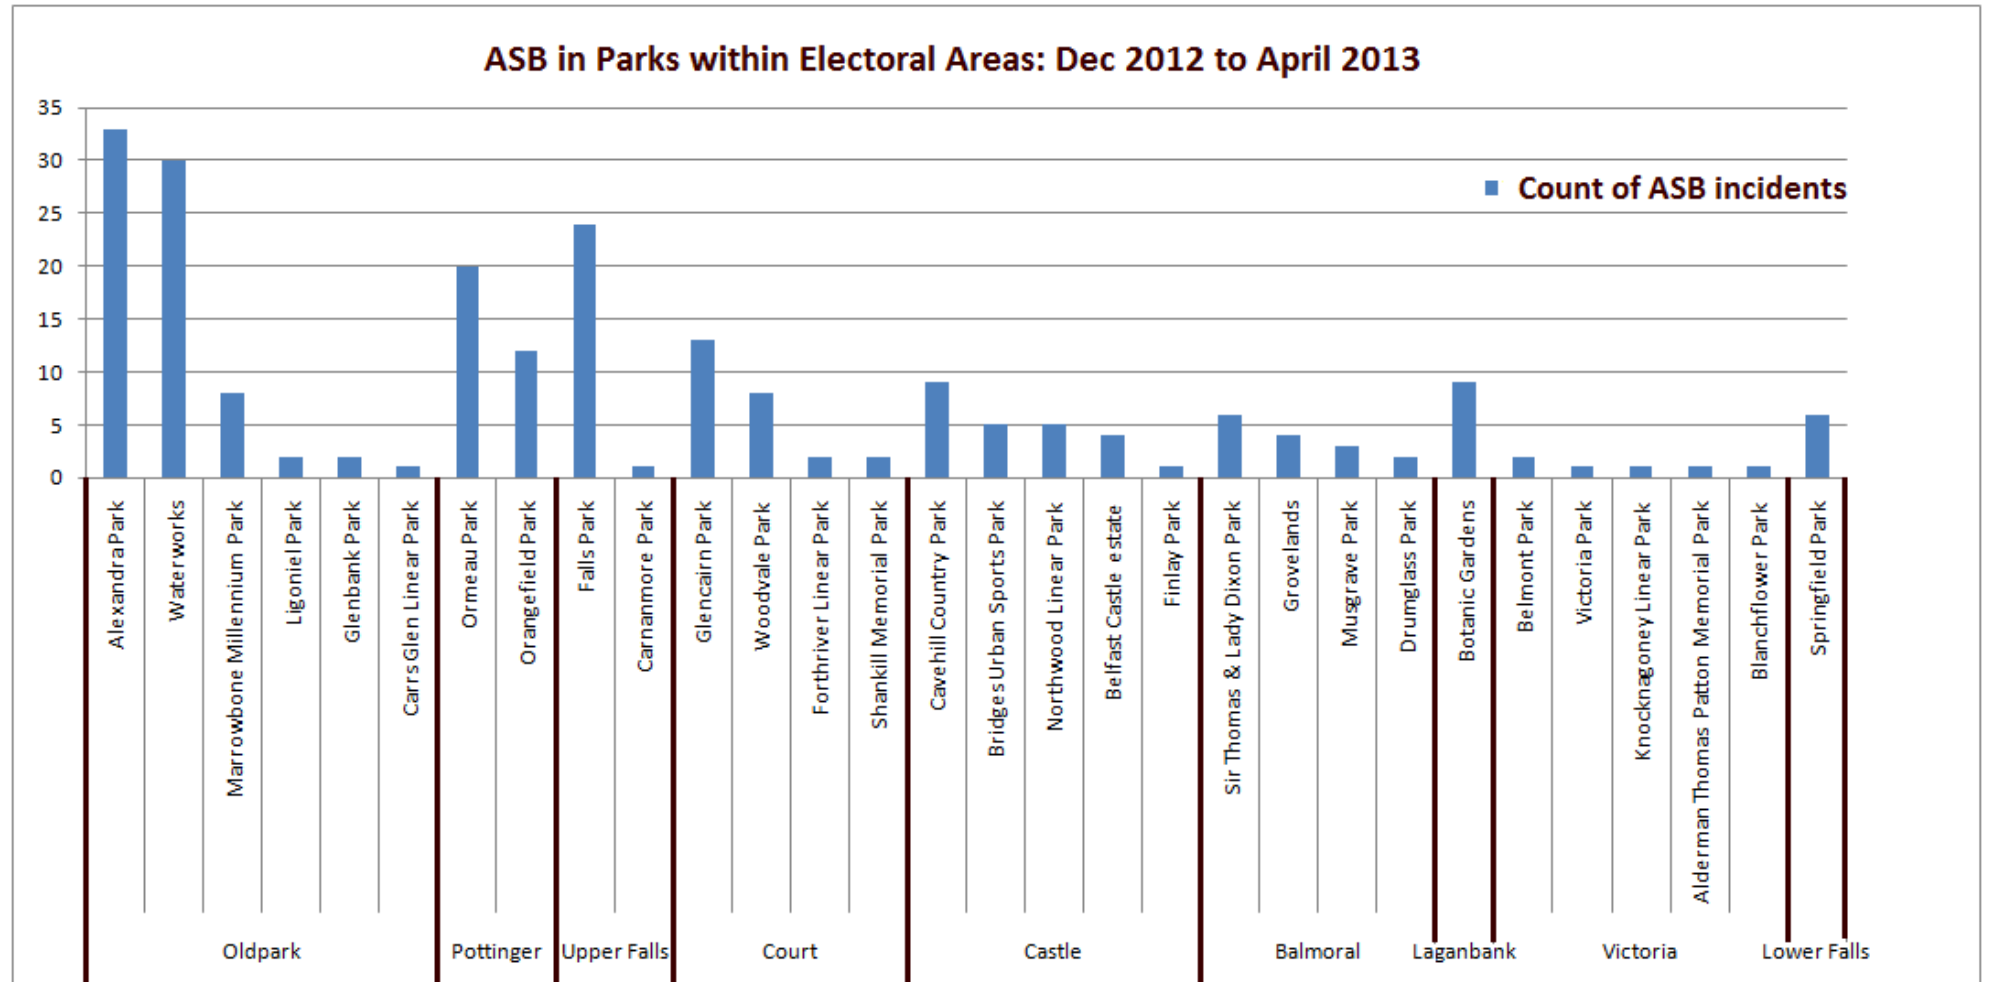 ASB in Parks within Electoral Areas: Dec 2012 to April 2013
35
30
25
20
15
10
5
0
Count of ASB incidents
Alexandra Park
Waterworks
Marrowbone Millennium Park
Ligoniel Park
Glenbank Park
Carrs Glen Linear Park
Ormeau Park
Orangefield Park
Falls Park
Carnanmore Park
Glencairn Park
Woodvale Park
Forthriver Linear Park
Shankill Memorial Park
Cavehill Country Park
Bridges Urban Sports Park
Northwood Linear Park
Belfast Castle estate
Finlay Park
Sir Thomas & Lady Dixon Park
Grovelands
Musgrave Park
Drumglass Park
Botanic Gardens
Belmont Park
Victoria Park
Knocknagoney Linear Park
Alderman Thomas Patton Memorial Park
Blanchflower Park
Springfield Park
Oldpark
Pottinger
Upper Falls
Court
Castle
Balmoral
Laganbank
Victoria
Lower Falls